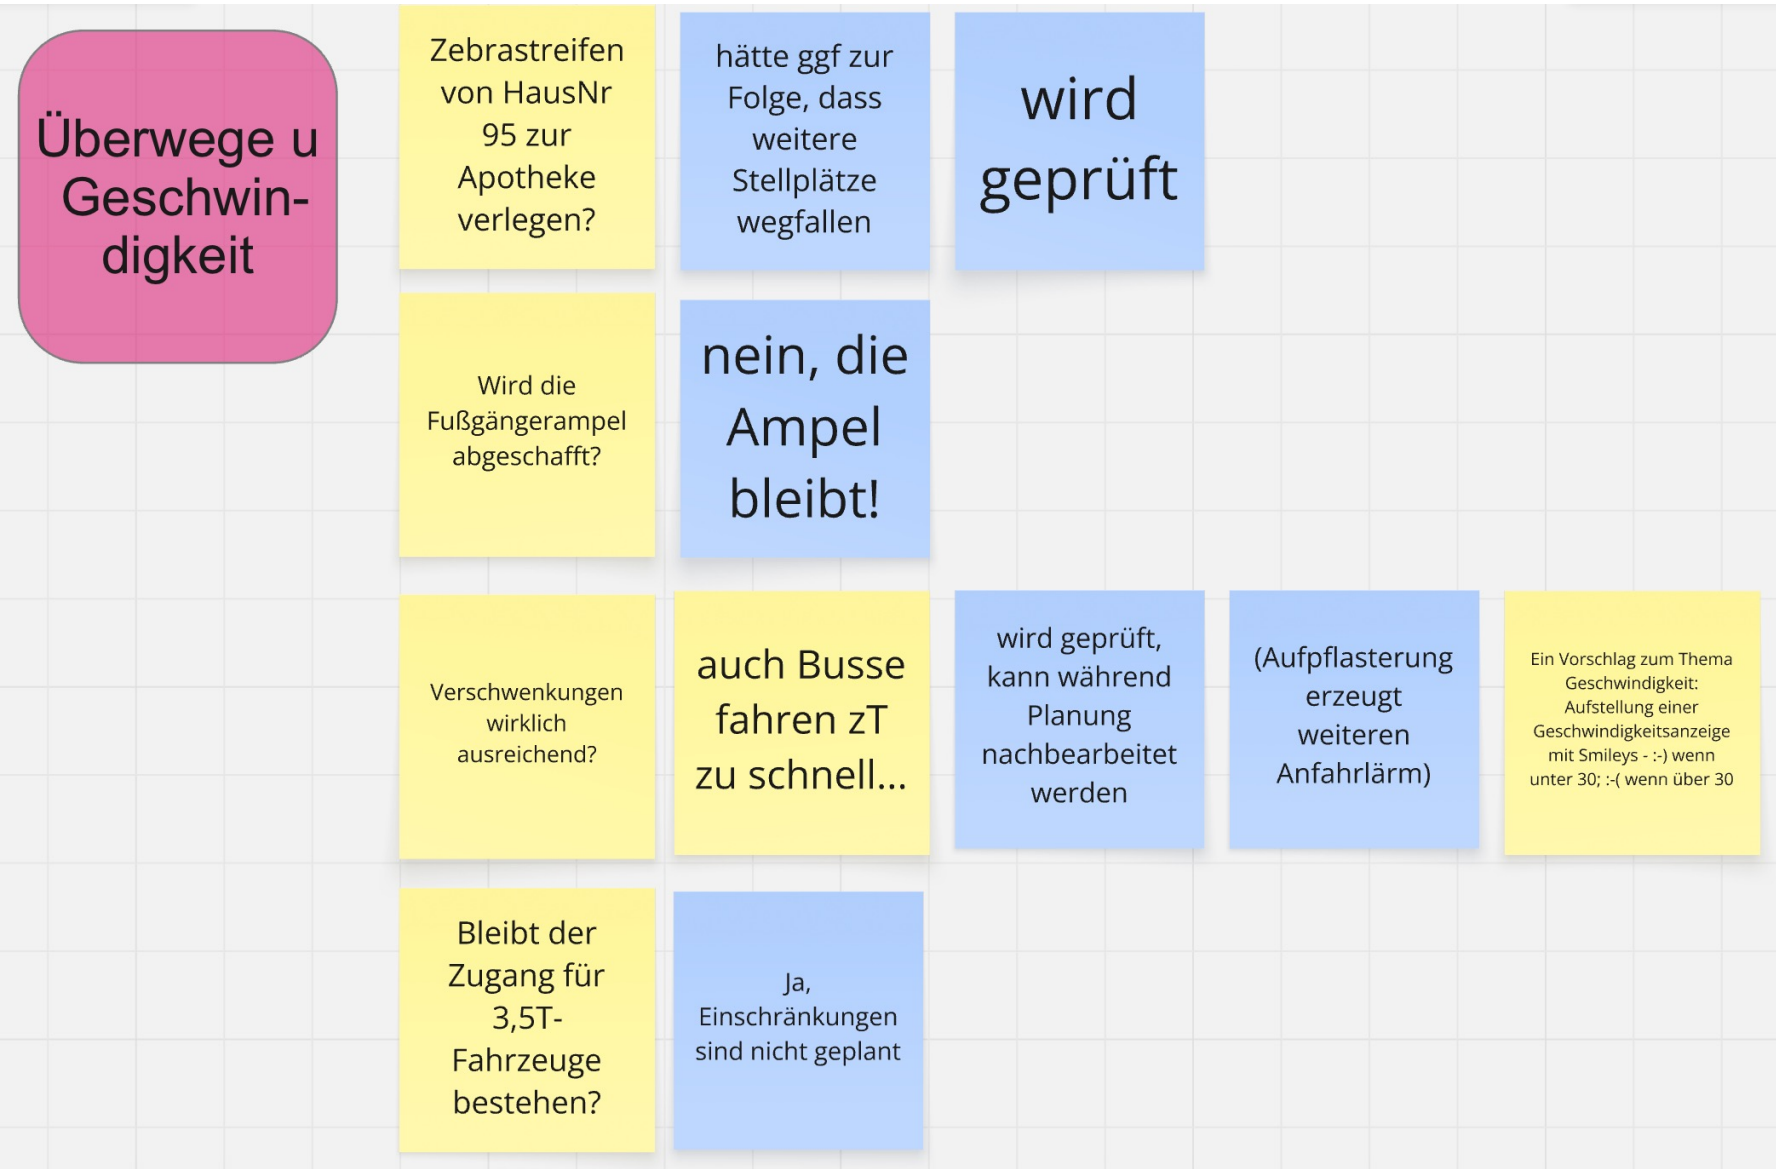 Überwege u
Geschwin-
digkeit
Zebrastreifen
von HausNr
95 zur
Apotheke
verlegen?
hätte ggf zur
Folge, dass
weitere
Stellplätze
wegfallen
wird
geprüft
Wird die
Fußgängerampel
abgeschafft?
nein, die
Ampel
bleibt!
Verschwenkungen
wirklich
ausreichend?
auch Busse
fahren zT
zu schnell...
wird geprüft,
kann während
Planung
nachbearbeitet
werden
(Aufpflasterung
erzeugt
weiteren
Anfahrlärm)
Ein Vorschlag zum Thema
Geschwindigkeit:
Aufstellung einer
Geschwindigkeitsanzeige
mit Smileys - :-) wenn
unter 30; :-( wenn über 30
Bleibt der
Zugang für
3,5T-
Fahrzeuge
bestehen?
Ja,
Einschränkungen
sind nicht geplant